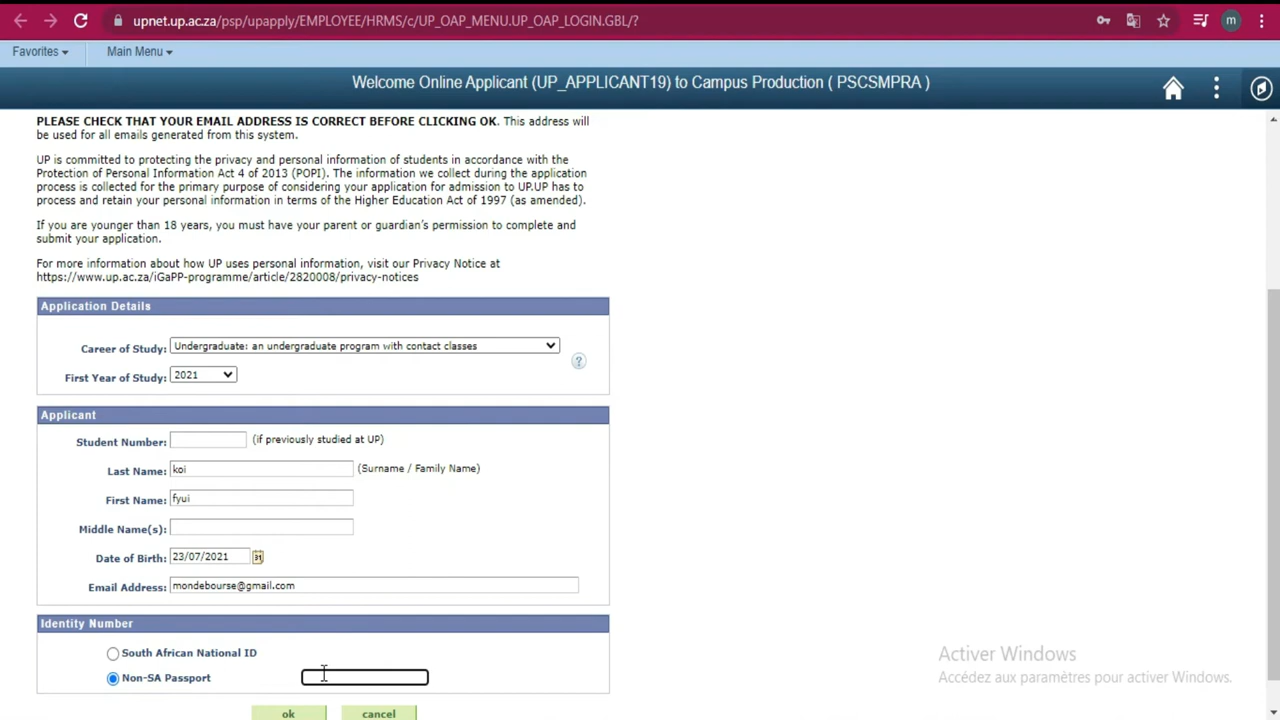 upnet.up.ac.za/psp/upapply/EMPLOYEE/HRMS/c/UP_OAP_MENU.UP_OAP_LOGIN.GBL/?
m
Favorites
Main Menu
Welcome Online Applicant (UP_APPLICANT19) to Campus Production ( PSCSMPRA )
PLEASE CHECK THAT YOUR EMAIL ADDRESS IS CORRECT BEFORE CLICKING OK. This address will
be used for all emails generated from this system.
UP is committed to protecting the privacy and personal information of students in accordance with the
Protection of Personal Information Act 4 of 2013 (POPI). The information we collect during the application
process is collected for the primary purpose of considering your application for admission to UP.UP has to
process and retain your personal information in terms of the Higher Education Act of 1997 (as amended).
If you are younger than 18 years, you must have your parent or guardian's permission to complete and
submit your application.
For more information about how UP uses personal information, visit our Privacy Notice at
https://www.up.ac.za/iGaPP-programme/article/2820008/privacy-notices
Application Details
Career of Study: Undergraduate: an undergraduate program with contact classes
?
First Year of Study: 2021
Applicant
Student Number: (if previously studied at UP)
Last Name: koi (Surname / Family Name)
First Name: fyui
Middle Name(s):
Date of Birth: 23/07/2021 31
Email Address: mondebourse@gmail.com
Identity Number
South African National ID
Non-SA Passport
ok cancel
Activer Windows
Accédez aux paramètres pour activer Windows.